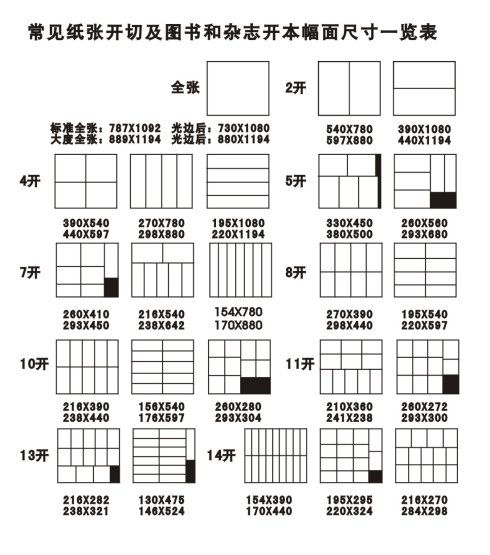 常见纸张开切及图书和杂志开本幅面尺寸一览表
全张
2开
标准全张：787X1092 光边后：730X1080
大度全张：889X1194 光边后：880X1194
540X780 390X1080
597X880 440X1194
4开
5开
390X540 270X780 195X1080 330X450 260X560
440X597 298X880 220X1194 380X500 293X680
7开
8开
260X410 216X540 154X780 270X390 195X540
293X450 238X642 170X880 298X440 220X597
10开
11开
216X390 156X540 260X280 210X360 260X272
238X440 176X597 293X304 241X238 293X300
13开
14开
216X282 130X475 154X390 195X295 216X270
238X321 146X524 170X440 220X324 284X298